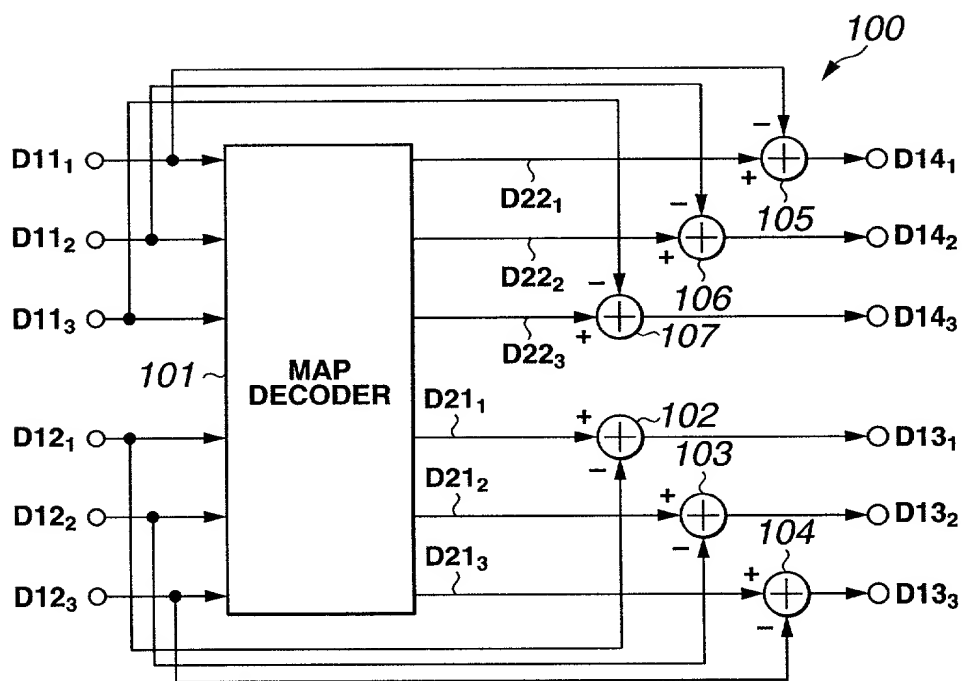 100
D11₁
D22₁
− + 105
D14₁
D11₂
D22₂
− + 106
D14₂
D11₃
D22₃
− + 107
D14₃
101
MAP
DECODER
D12₁
D21₁
+ − 102
D13₁
D12₂
D21₂
+ − 103
D13₂
D12₃
D21₃
+ − 104
D13₃